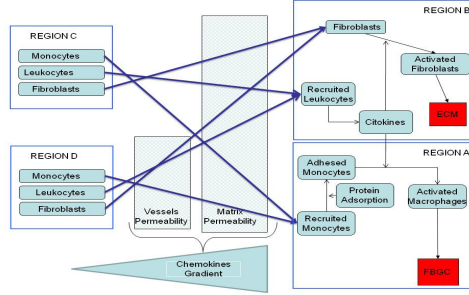 REGION C
Monocytes
Leukocytes
Fibroblasts
REGION D
Monocytes
Leukocytes
Fibroblasts
Vessels
Permeability
Matrix
Permeability
Chemokines
Gradient
REGION B
Fibroblasts
Activated
Fibroblasts
Recruited
Leukocytes
Citokines
ECM
REGION A
Adhesed
Monocytes
Protein
Adsorption
Recruited
Monocytes
Activated
Macrophages
FBGC